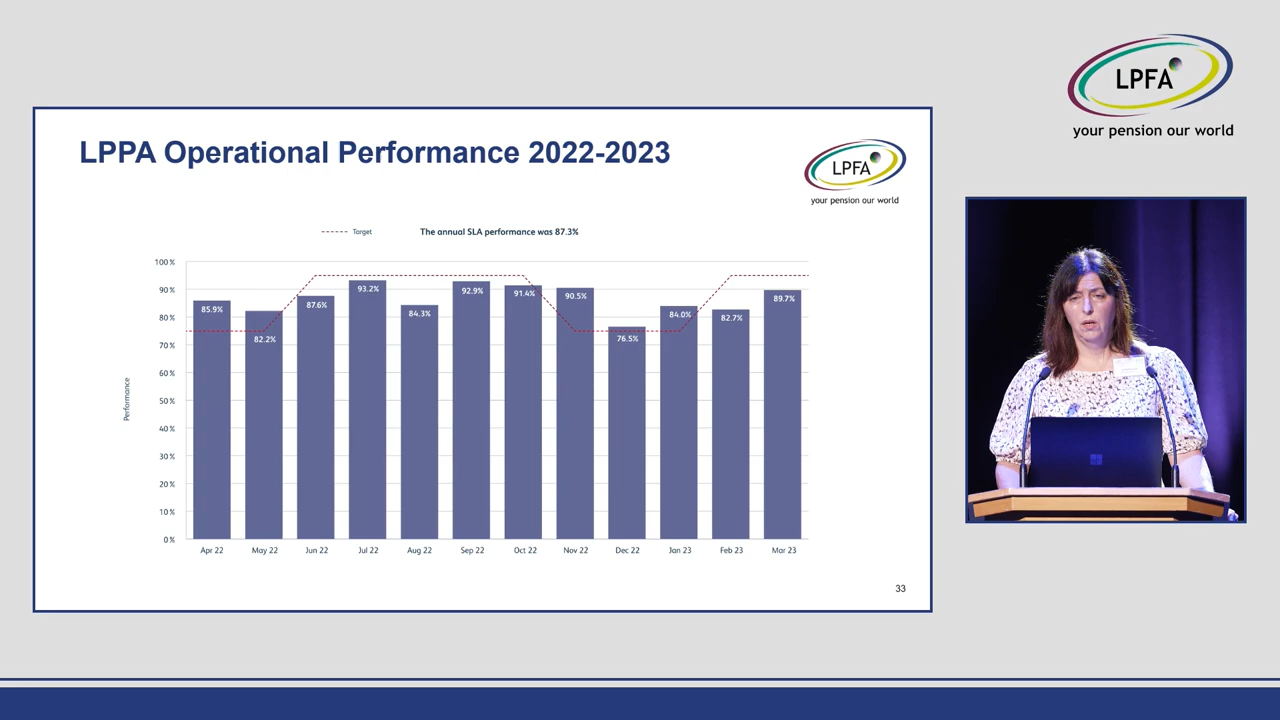 LPFA
your pension our world
LPPA Operational Performance 2022-2023
LPFA
your pension our world
Target
The annual SLA performance was 87.3%
Performance
100%
90%
80%
70%
60%
50%
40%
30%
20%
10%
0%
85.9%
82.2%
87.6%
93.2%
84.3%
92.9%
91.4%
90.5%
76.5%
84.0%
82.7%
89.7%
Apr 22
May 22
Jun 22
Jul 22
Aug 22
Sep 22
Oct 22
Nov 22
Dec 22
Jan 23
Feb 23
Mar 23
33